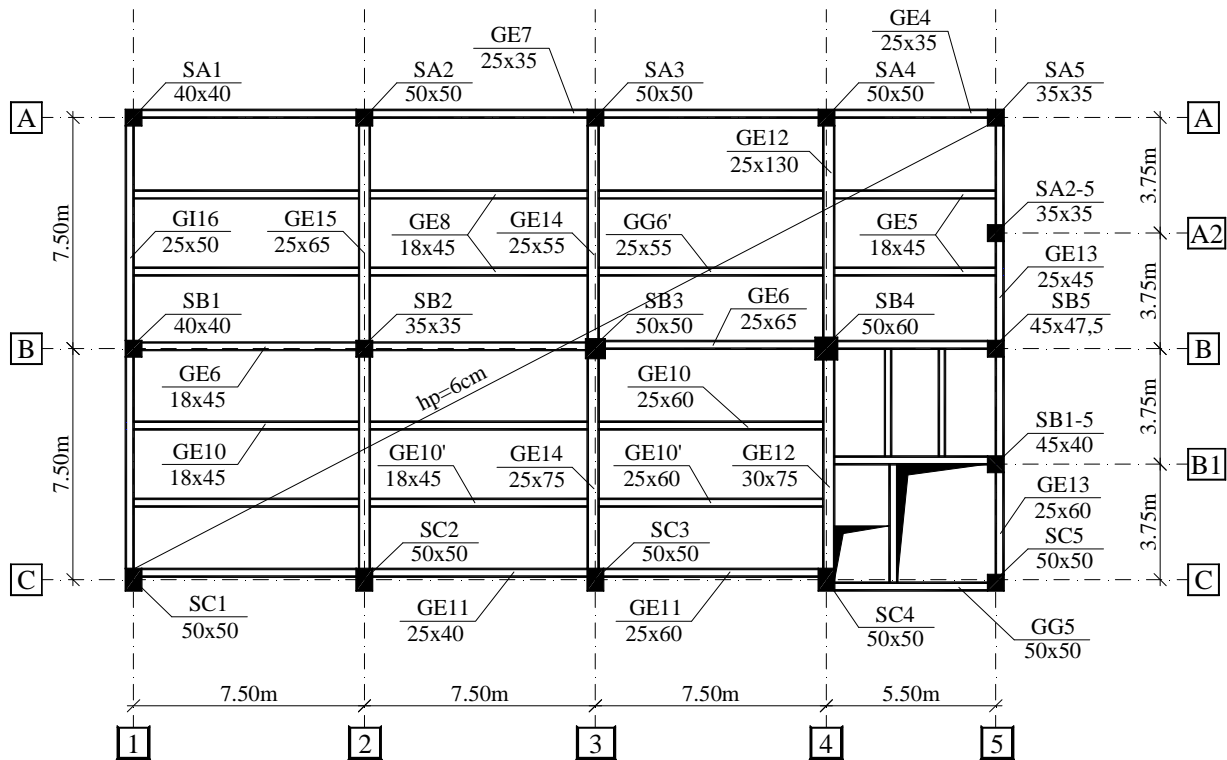 GE7
25x35
GE4
25x35
SA1
40x40
SA2
50x50
SA3
50x50
SA4
50x50
SA5
35x35
A
A
GE12
25x130
3.75m
7.50m
GI16
25x50
GE15
25x65
GE8
18x45
GE14
25x55
GG6'
25x55
GE5
18x45
SA2-5
35x35
A2
GE13
25x45
3.75m
SB1
40x40
SB2
35x35
SB3
50x50
GE6
25x65
SB4
50x60
SB5
45x47,5
B
B
GE6
18x45
hp=6cm
GE10
25x60
3.75m
7.50m
GE10
18x45
GE10'
18x45
GE14
25x75
GE10'
25x60
GE12
30x75
SB1-5
45x40
B1
GE13
25x60
3.75m
SC2
50x50
SC3
50x50
SC5
50x50
C
C
SC1
50x50
GE11
25x40
GE11
25x60
SC4
50x50
GG5
50x50
7.50m
7.50m
7.50m
5.50m
1
2
3
4
5